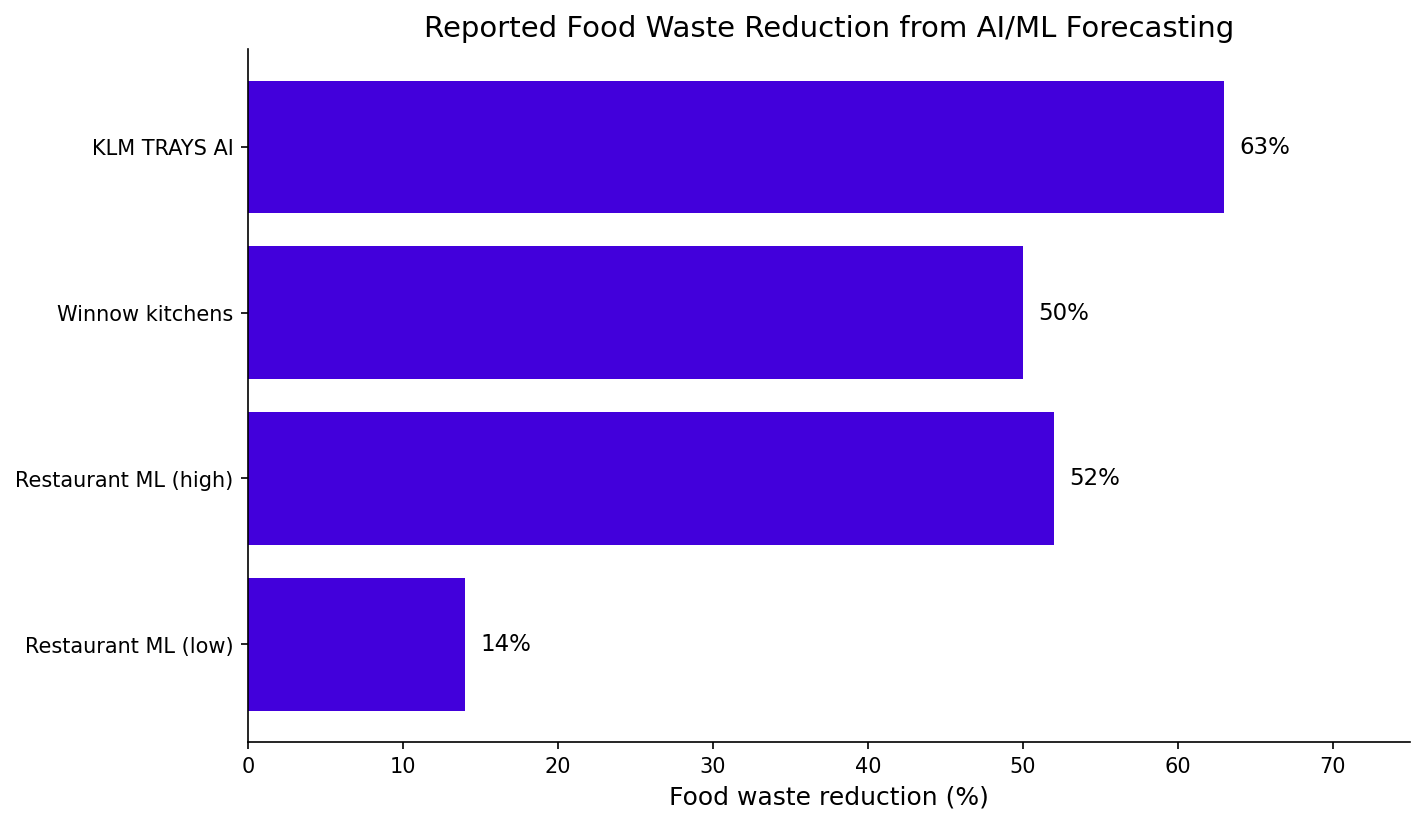 Reported Food Waste Reduction from AI/ML Forecasting
KLM TRAYS AI
63%
Winnow kitchens
50%
Restaurant ML (high)
52%
Restaurant ML (low)
14%
0 10 20 30 40 50 60 70
Food waste reduction (%)